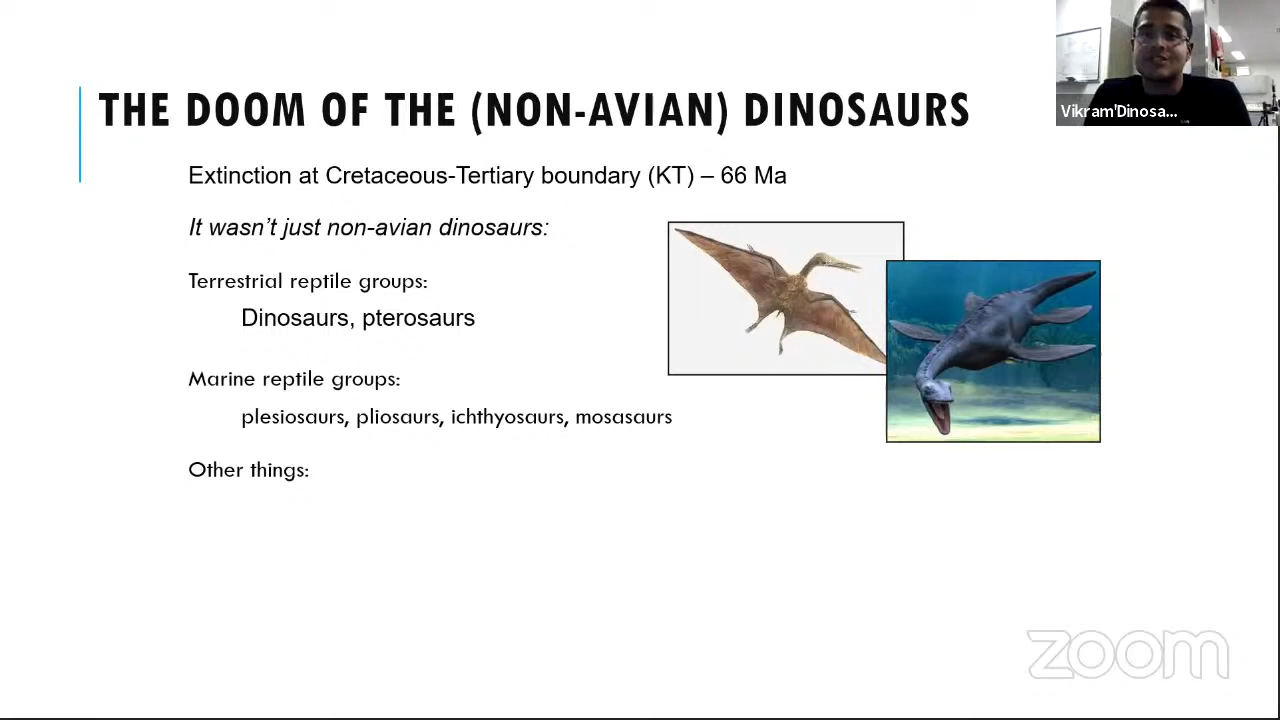 THE DOOM OF THE (NON-AVIAN) DINOSAURS
Vikram'Dinosa...
Extinction at Cretaceous-Tertiary boundary (KT) – 66 Ma
It wasn't just non-avian dinosaurs:
Terrestrial reptile groups:
Dinosaurs, pterosaurs
Marine reptile groups:
plesiosaurs, pliosaurs, ichthyosaurs, mosasaurs
Other things:
zoom